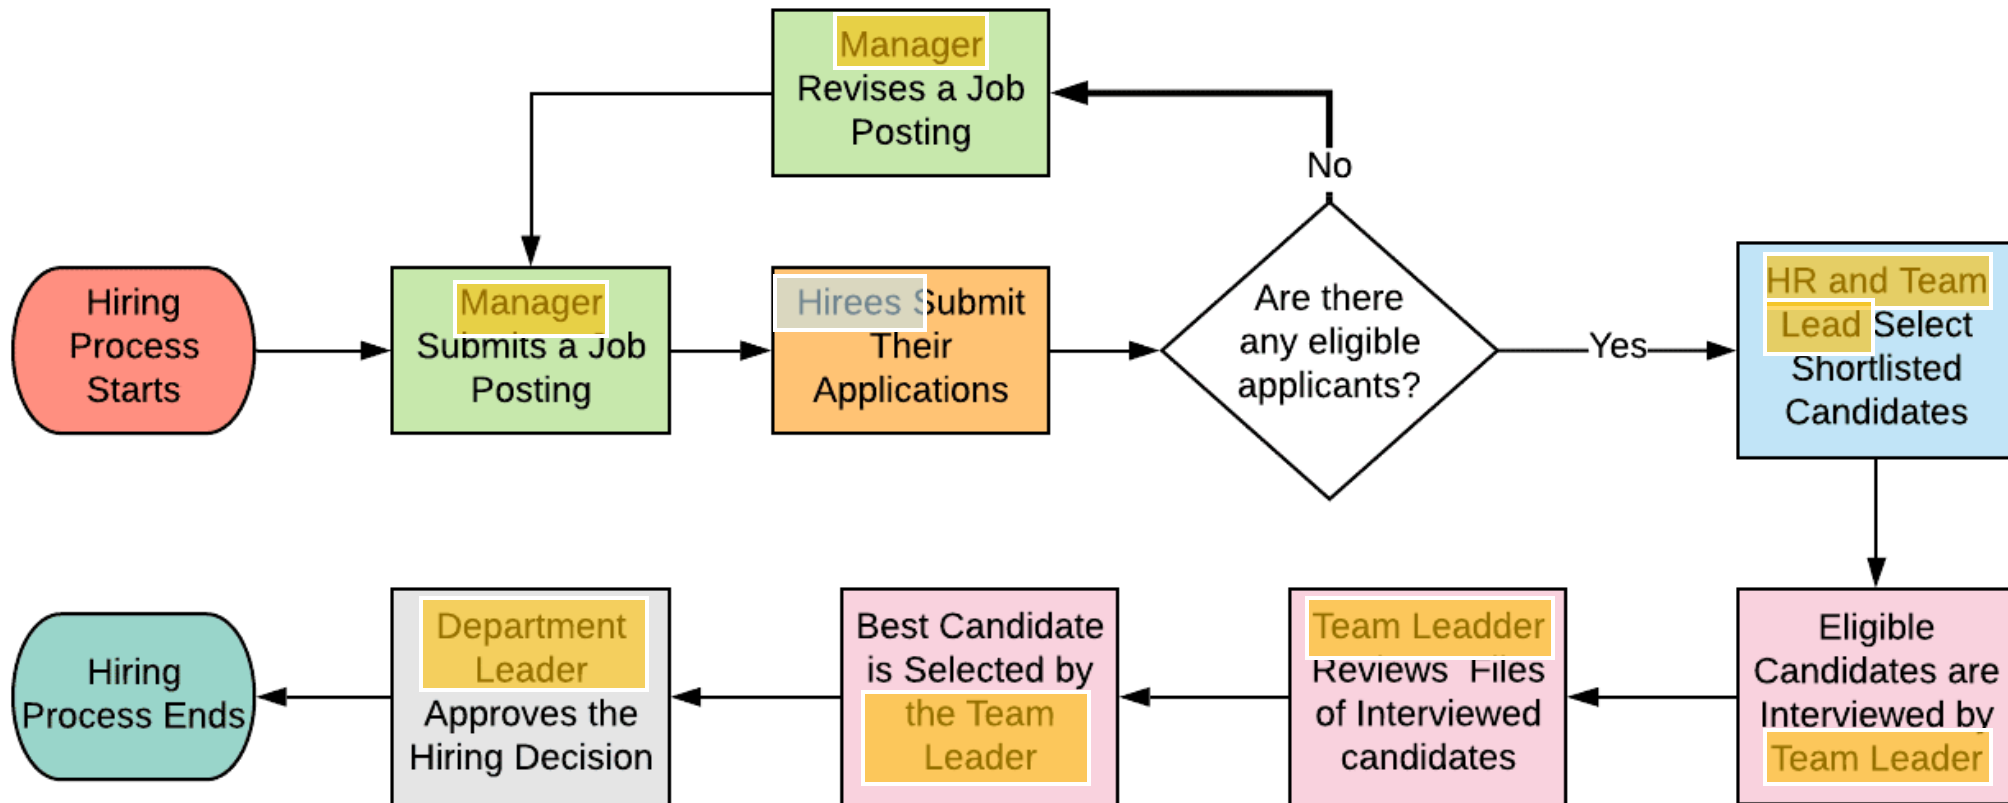 Manager
Revises a Job
Posting
No
Hiring
Process
Starts
Manager
Submits a Job
Posting
Hirees Submit
Their
Applications
Are there
any eligible
applicants?
Yes
HR and Team
Lead Select
Shortlisted
Candidates
Eligible
Candidates are
Interviewed by
Team Leader
Team Leadder
Reviews Files
of Interviewed
candidates
Best Candidate
is Selected by
the Team
Leader
Department
Leader
Approves the
Hiring Decision
Hiring
Process Ends